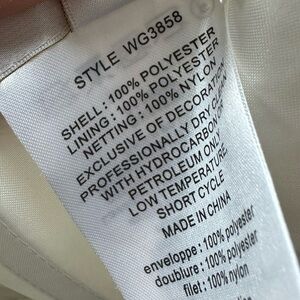 STYLE WG3858
SHELL: 100% POLYESTER
LINING: 100% POLYESTER
NETTING: 100% NYLON
EXCLUSIVE OF DECORATION
PROFESSIONALLY DRY CLEAN
WITH HYDROCARBON
PETROLEUM ONLY
LOW TEMPERATURE
SHORT CYCLE
MADE IN CHINA
enveloppe : 100% polyester
doublure : 100% polyester
filet : 100% nylon